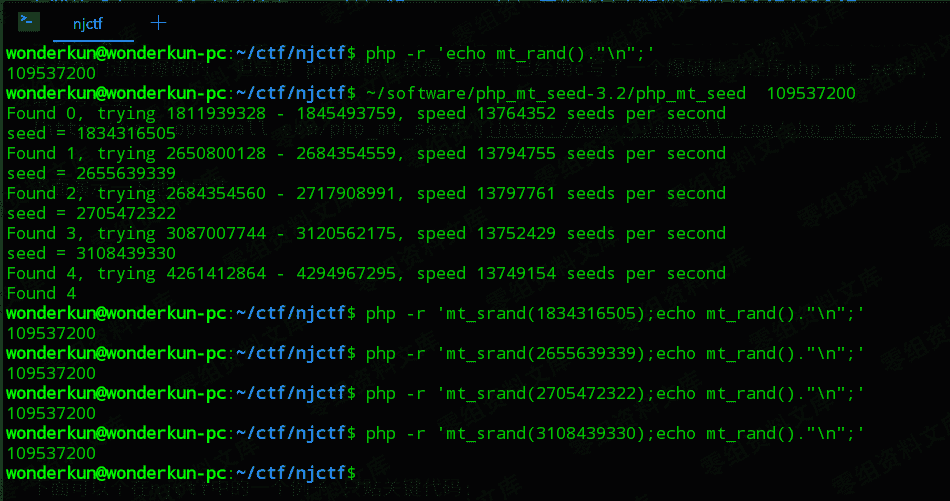 njctf
wonderkun@wonderkun-pc:~/ctf/njctf$ php -r 'echo mt_rand()."\n";'
109537200
wonderkun@wonderkun-pc:~/ctf/njctf$ ~/software/php_mt_seed-3.2/php_mt_seed  109537200
Found 0, trying 1811939328 - 1845493759, speed 13764352 seeds per second
seed = 1834316505
Found 1, trying 2650800128 - 2684354559, speed 13794755 seeds per second
seed = 2655639339
Found 2, trying 2684354560 - 2717908991, speed 13797761 seeds per second
seed = 2705472322
Found 3, trying 3087007744 - 3120562175, speed 13752429 seeds per second
seed = 3108439330
Found 4, trying 4261412864 - 4294967295, speed 13749154 seeds per second
Found 4
wonderkun@wonderkun-pc:~/ctf/njctf$ php -r 'mt_srand(1834316505);echo mt_rand()."\n";'
109537200
wonderkun@wonderkun-pc:~/ctf/njctf$ php -r 'mt_srand(2655639339);echo mt_rand()."\n";'
109537200
wonderkun@wonderkun-pc:~/ctf/njctf$ php -r 'mt_srand(2705472322);echo mt_rand()."\n";'
109537200
wonderkun@wonderkun-pc:~/ctf/njctf$ php -r 'mt_srand(3108439330);echo mt_rand()."\n";'
109537200
wonderkun@wonderkun-pc:~/ctf/njctf$